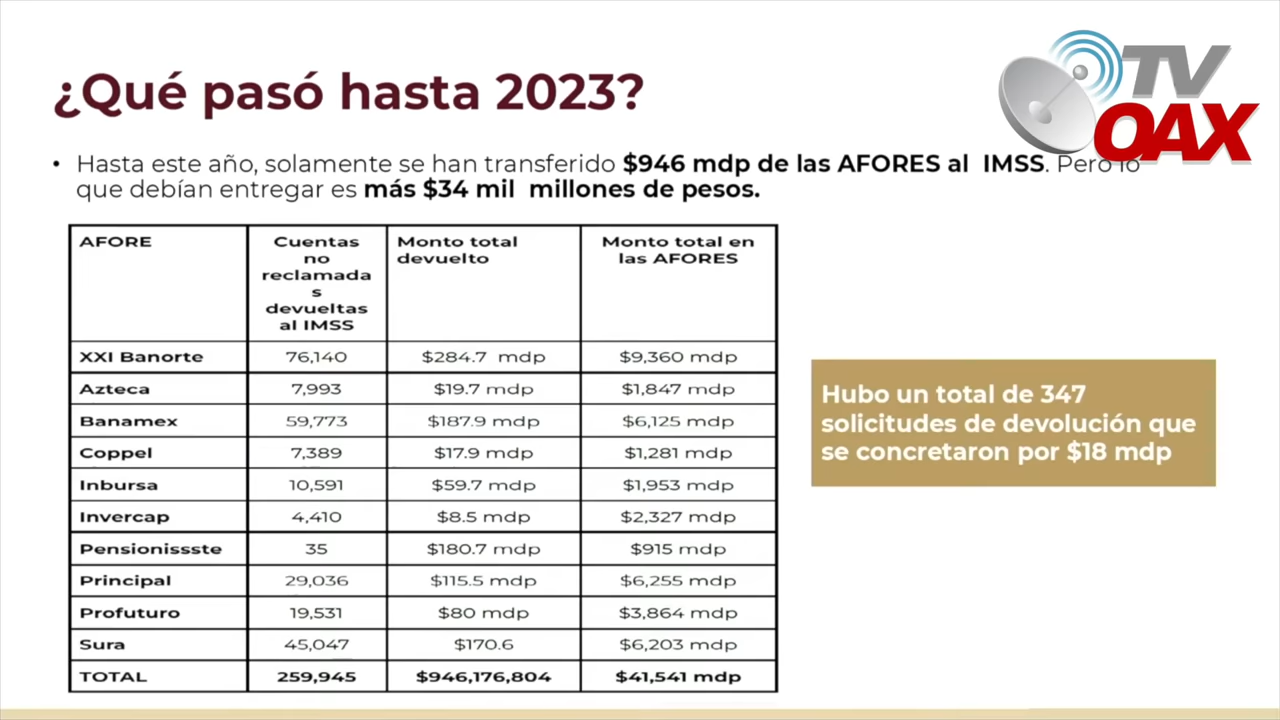 ¿Qué pasó hasta 2023?
TV
OAX
• Hasta este año, solamente se han transferido $946 mdp de las AFORES al IMSS. Pero lo
que debían entregar es más $34 mil millones de pesos.
AFORE
Cuentas
no
reclamada
s
devueltas
al IMSS
Monto total
devuelto
Monto total en
las AFORES
XXI Banorte 76,140 $284.7 mdp $9,360 mdp
Azteca 7,993 $19.7 mdp $1,847 mdp
Banamex 59,773 $187.9 mdp $6,125 mdp
Coppel 7,389 $17.9 mdp $1,281 mdp
Inbursa 10,591 $59.7 mdp $1,953 mdp
Invercap 4,410 $8.5 mdp $2,327 mdp
Pensionissste 35 $180.7 mdp $915 mdp
Principal 29,036 $115.5 mdp $6,255 mdp
Profuturo 19,531 $80 mdp $3,864 mdp
Sura 45,047 $170.6 $6,203 mdp
TOTAL 259,945 $946,176,804 $41,541 mdp
Hubo un total de 347
solicitudes de devolución que
se concretaron por $18 mdp